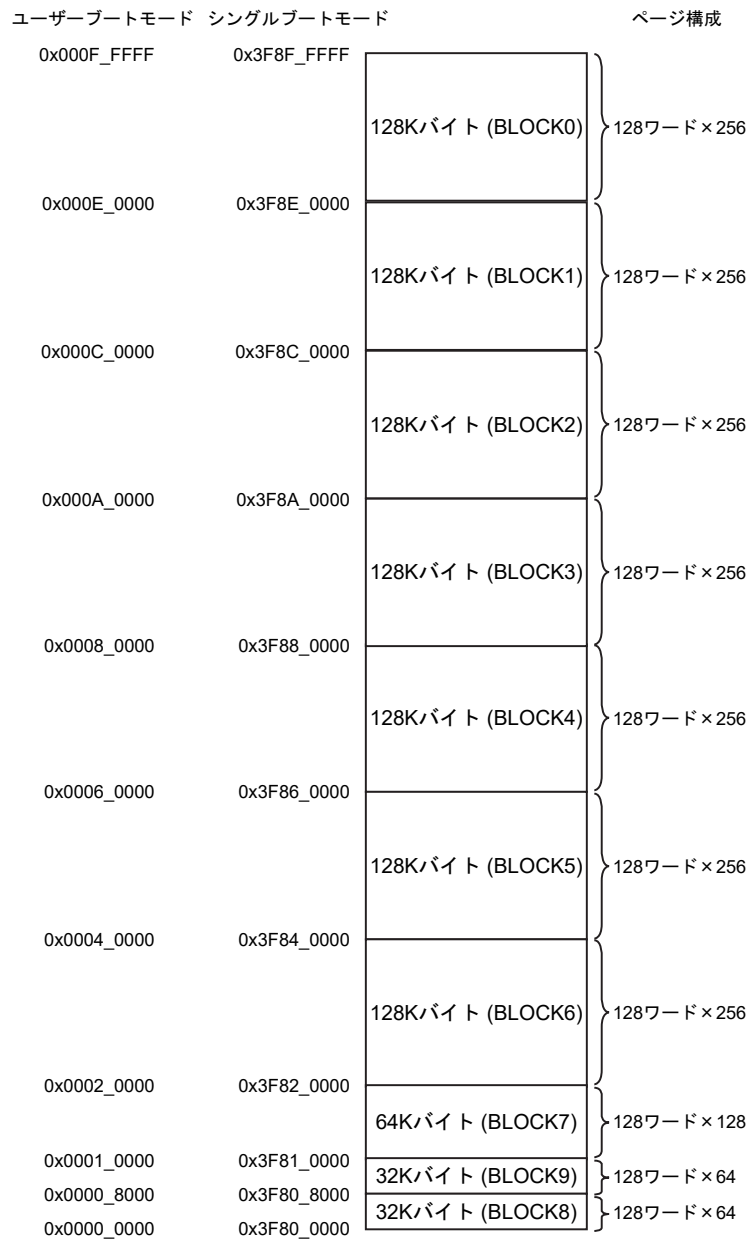 ユーザーブートモード シングルブートモード ページ構成
0x000F_FFFF 0x3F8F_FFFF
128Kバイト (BLOCK0) 128ワード×256
0x000E_0000 0x3F8E_0000
128Kバイト (BLOCK1) 128ワード×256
0x000C_0000 0x3F8C_0000
128Kバイト (BLOCK2) 128ワード×256
0x000A_0000 0x3F8A_0000
128Kバイト (BLOCK3) 128ワード×256
0x0008_0000 0x3F88_0000
128Kバイト (BLOCK4) 128ワード×256
0x0006_0000 0x3F86_0000
128Kバイト (BLOCK5) 128ワード×256
0x0004_0000 0x3F84_0000
128Kバイト (BLOCK6) 128ワード×256
0x0002_0000 0x3F82_0000
64Kバイト (BLOCK7) 128ワード×128
0x0001_0000 0x3F81_0000
32Kバイト (BLOCK9) 128ワード×64
0x0000_8000 0x3F80_8000
32Kバイト (BLOCK8) 128ワード×64
0x0000_0000 0x3F80_0000